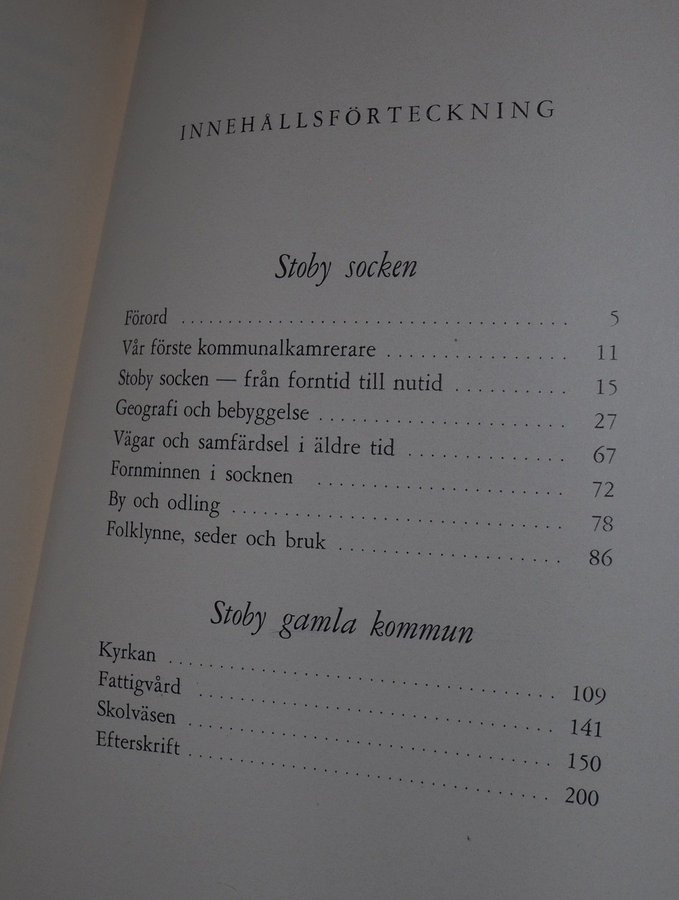 INNEHÅLLSFÖRTECKNING
Stoby socken
Förord . . . . . . . . . . . . . . . . . . . . . . . . . . . . . . . . . . 5
Vår förste kommunalkamrerare . . . . . . . . . . . . . . . . 11
Stoby socken — från forntid till nutid . . . . . . . . . . 15
Geografi och bebyggelse . . . . . . . . . . . . . . . . . . . . . . 27
Vägar och samfärdsel i äldre tid . . . . . . . . . . . . . . 67
Fornminnen i socknen . . . . . . . . . . . . . . . . . . . . . . 72
By och odling . . . . . . . . . . . . . . . . . . . . . . . . . . . . . 78
Folklynne, seder och bruk . . . . . . . . . . . . . . . . . . . . 86
Stoby gamla kommun
Kyrkan . . . . . . . . . . . . . . . . . . . . . . . . . . . . . . . . . . 109
Fattigvård . . . . . . . . . . . . . . . . . . . . . . . . . . . . . . . 141
Skolväsen . . . . . . . . . . . . . . . . . . . . . . . . . . . . . . . . 150
Efterskrift . . . . . . . . . . . . . . . . . . . . . . . . . . . . . . . . 200